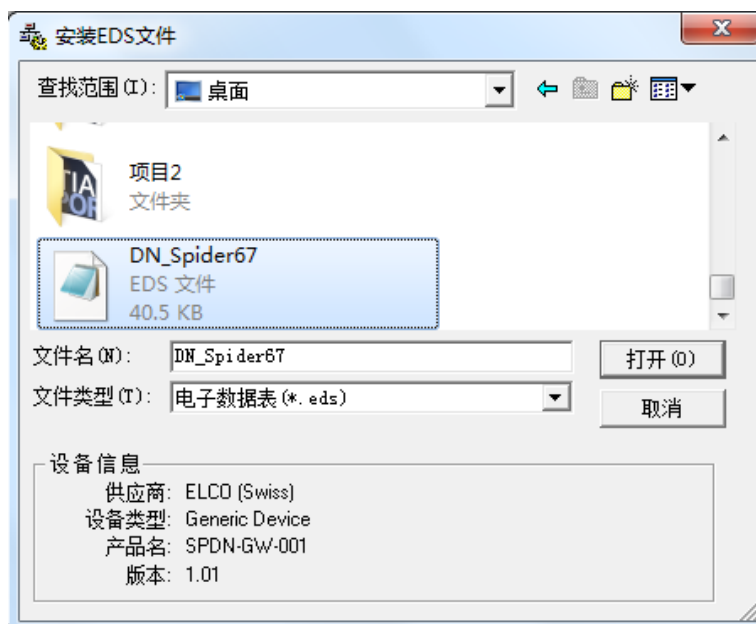 安装EDS文件
查找范围(I): 桌面
项目2
文件夹
DN_Spider67
EDS 文件
40.5 KB
文件名(N): DN_Spider67 打开(O)
文件类型(T): 电子数据表(*.eds) 取消
设备信息
供应商: ELCO (Swiss)
设备类型: Generic Device
产品名: SPDN-GW-001
版本: 1.01